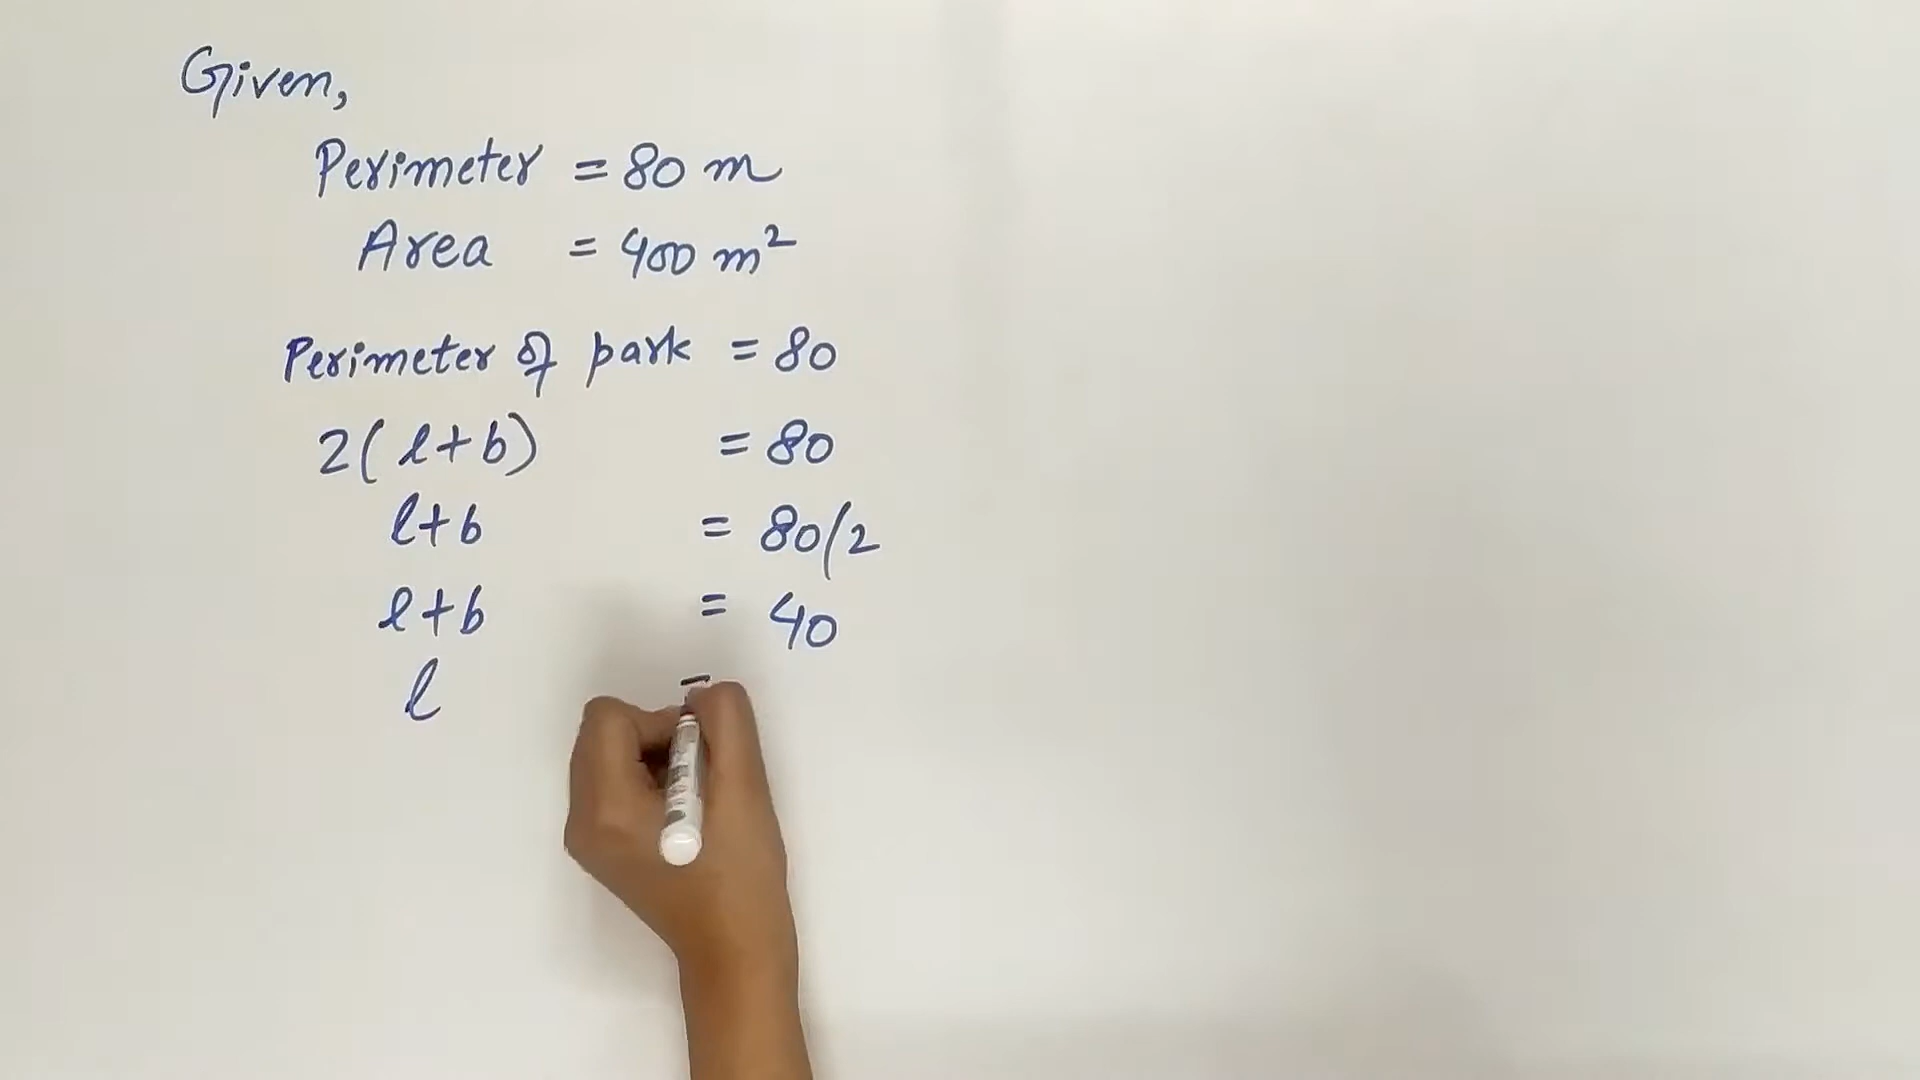 Given,
Perimeter = 80 m
Area = 400 m²
Perimeter of park = 80
2(l+b) = 80
l+b = 80/2
l+b = 40
l =